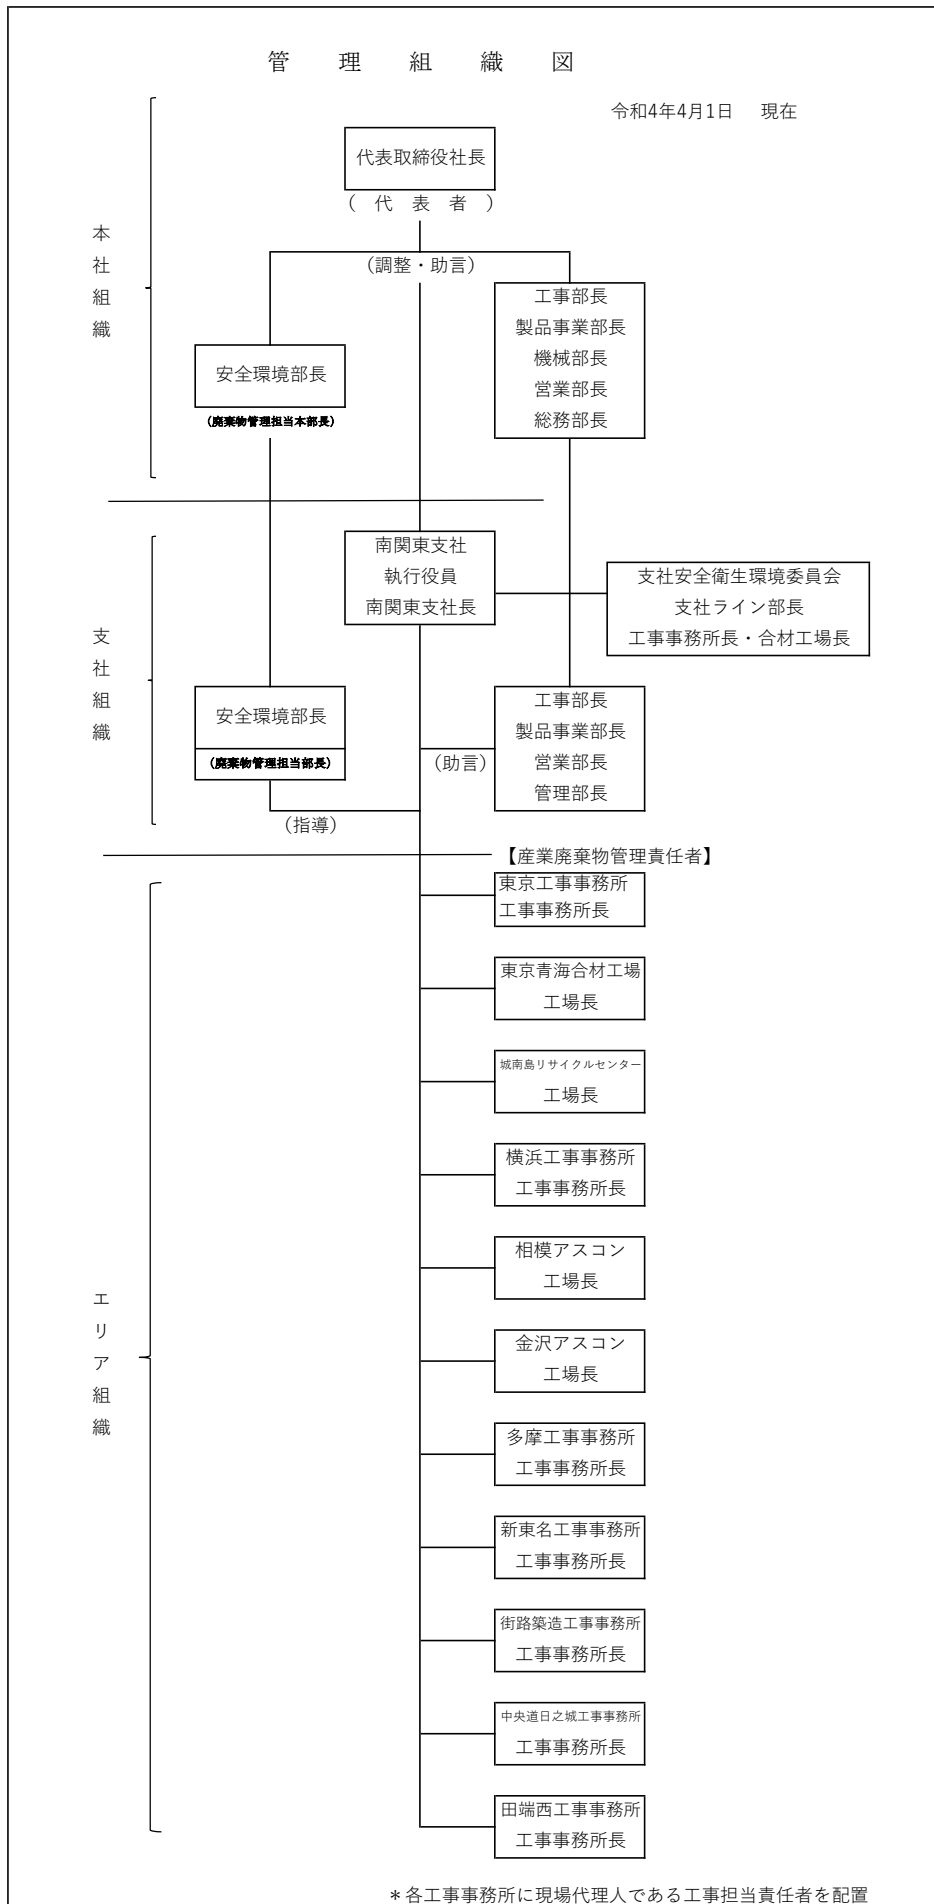 管理組織図
令和4年4月1日 現在
代表取締役社長
(代表者)
本社組織
(調整・助言)
工事部長
製品事業部長
機械部長
営業部長
総務部長
安全環境部長
(廃棄物管理担当本部長)
南関東支社
執行役員
南関東支社長
支社安全衛生環境委員会
支社ライン部長
工事事務所長・合材工場長
支社組織
安全環境部長
(廃棄物管理担当部長)
(助言)
工事部長
製品事業部長
営業部長
管理部長
(指導)
【産業廃棄物管理責任者】
東京工事事務所
工事事務所長
東京青海合材工場
工場長
城南島リサイクルセンター
工場長
横浜工事事務所
工事事務所長
相模アスコン
工場長
エリア組織
金沢アスコン
工場長
多摩工事事務所
工事事務所長
新東名工事事務所
工事事務所長
街路築造工事事務所
工事事務所長
中央道日之城工事事務所
工事事務所長
田端西工事事務所
工事事務所長
*各工事事務所に現場代理人である工事担当責任者を配置